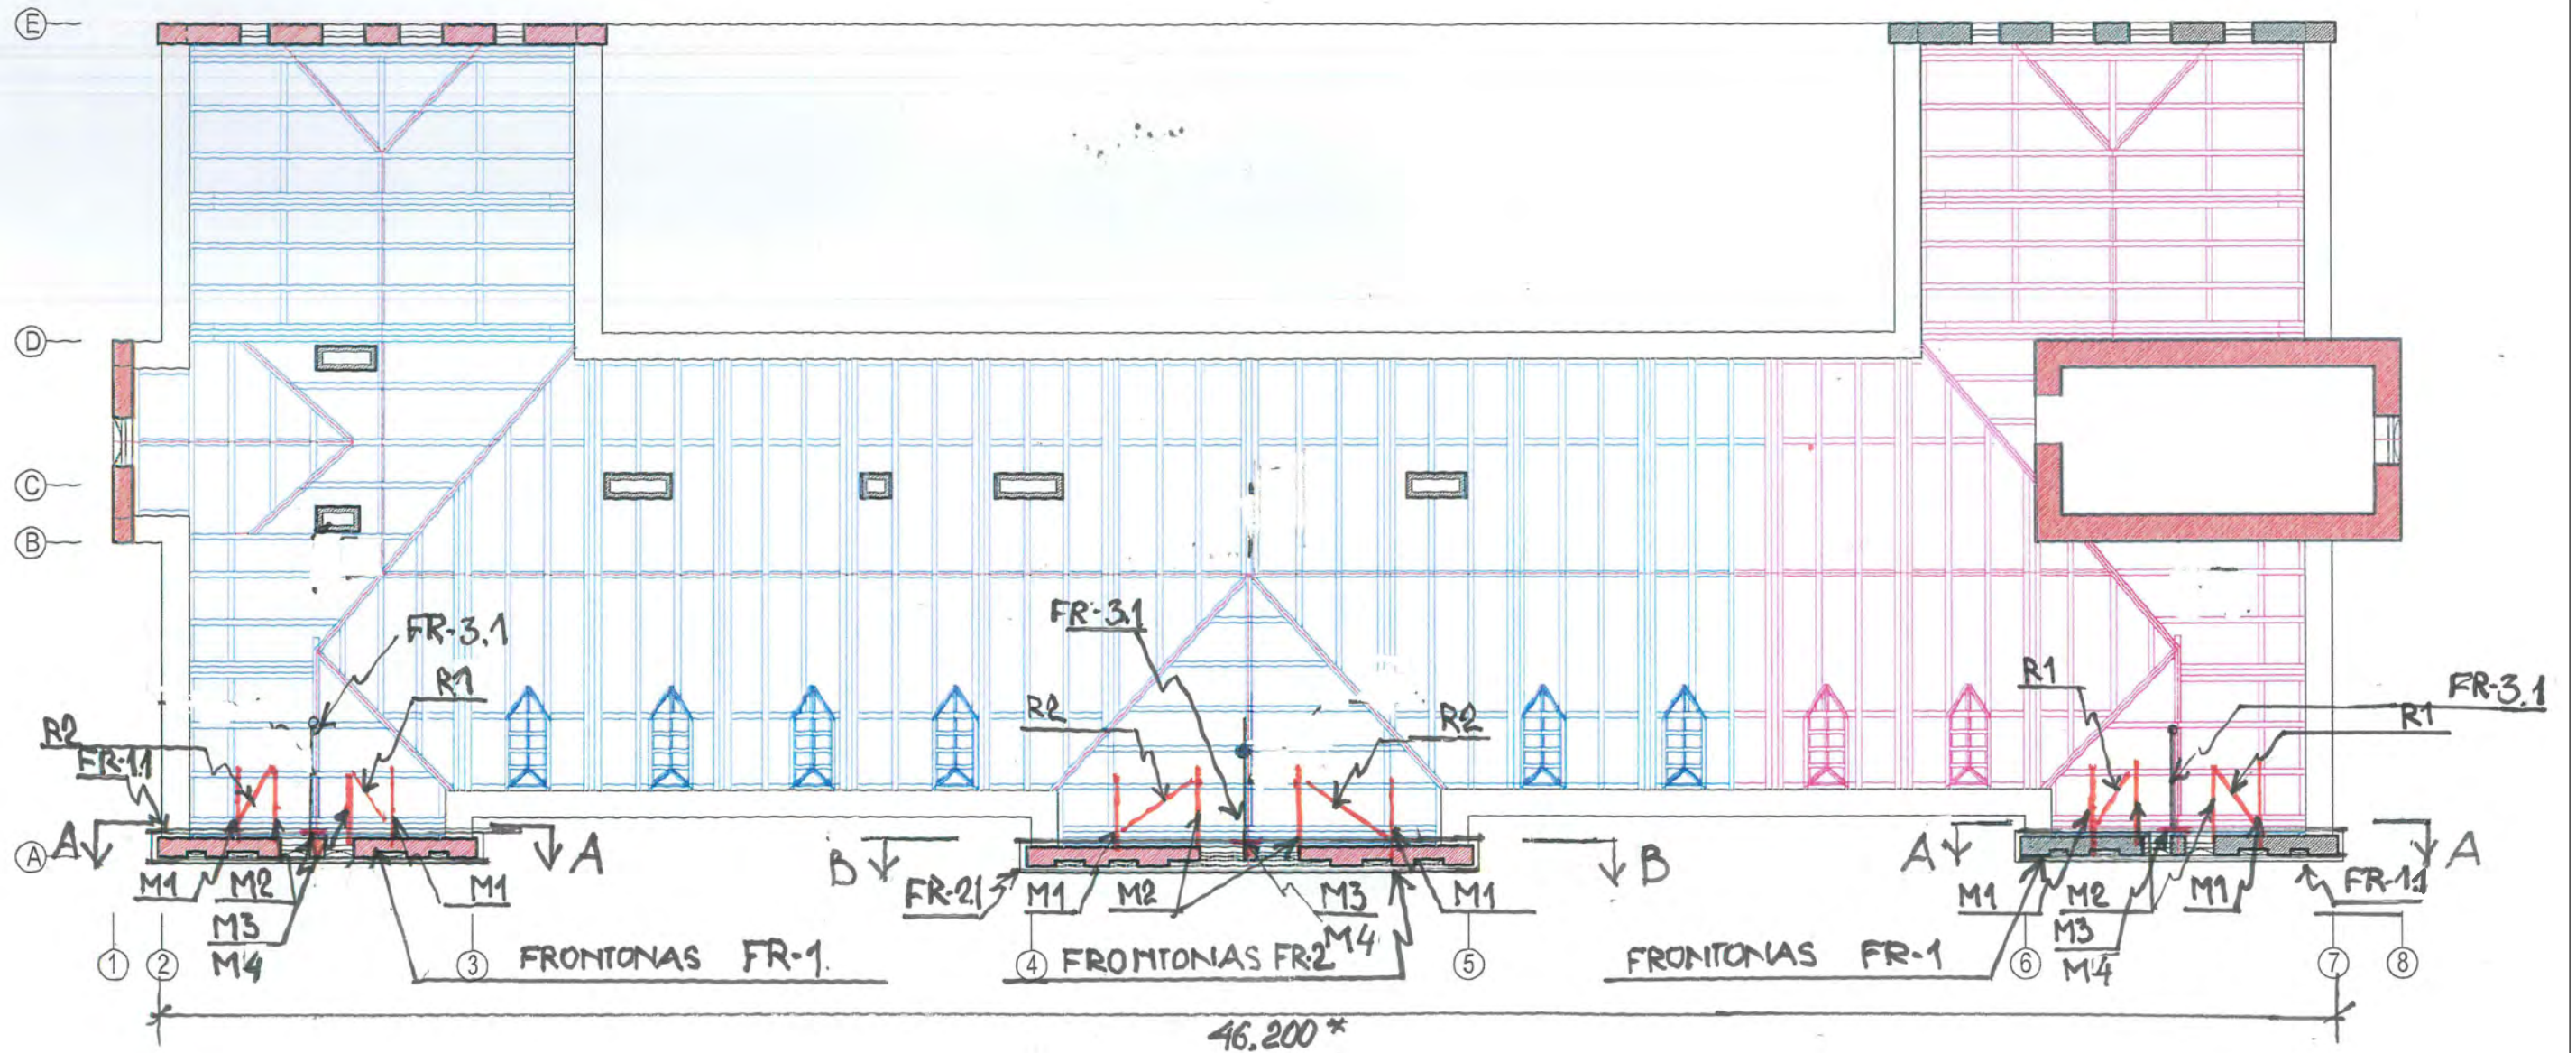 E
D
C
B
A
FR-3.1
R1
R2
FR-1.1
A
A
M1
M2
M3
M4
M1
FRONTONAS FR-1.
FR-3.1
R2
R2
B
B
FR-2.1
M1
M2
M3
M4
M1
FRONTONAS FR-2
R1
FR-3.1
R1
A
A
M1
M2
M3
M4
M1
FR-1.1
FRONTONAS FR-1
1
2
3
4
5
6
7
8
46.200*